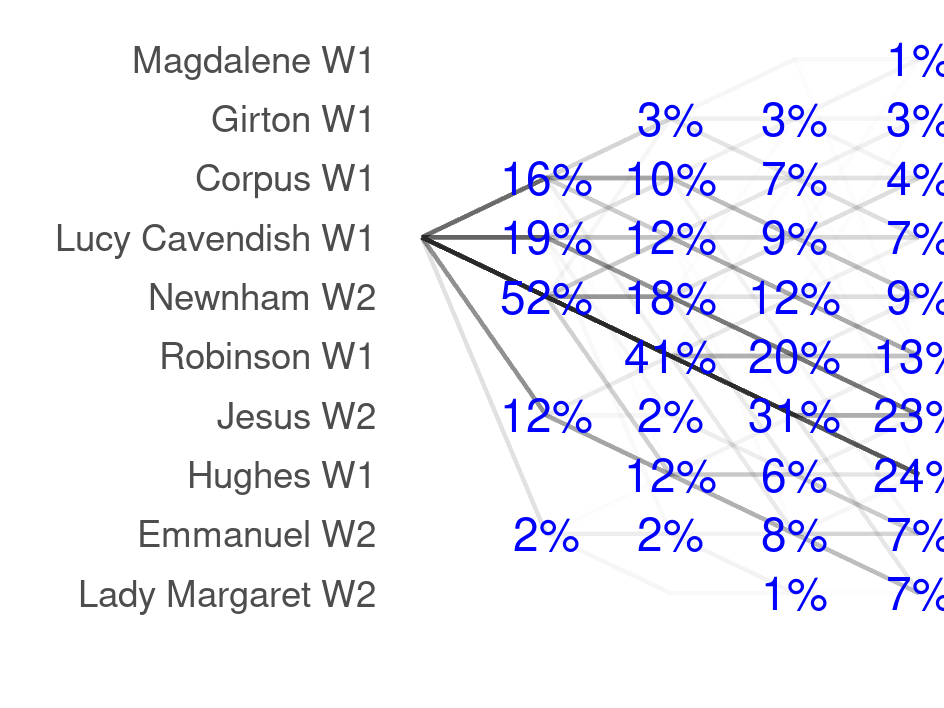 Magdalene W1 1%
Girton W1 3% 3% 3%
Corpus W1 16% 10% 7% 4%
Lucy Cavendish W1 19% 12% 9% 7%
Newnham W2 52% 18% 12% 9%
Robinson W1 41% 20% 13%
Jesus W2 12% 2% 31% 23%
Hughes W1 12% 6% 24%
Emmanuel W2 2% 2% 8% 7%
Lady Margaret W2 1% 7%